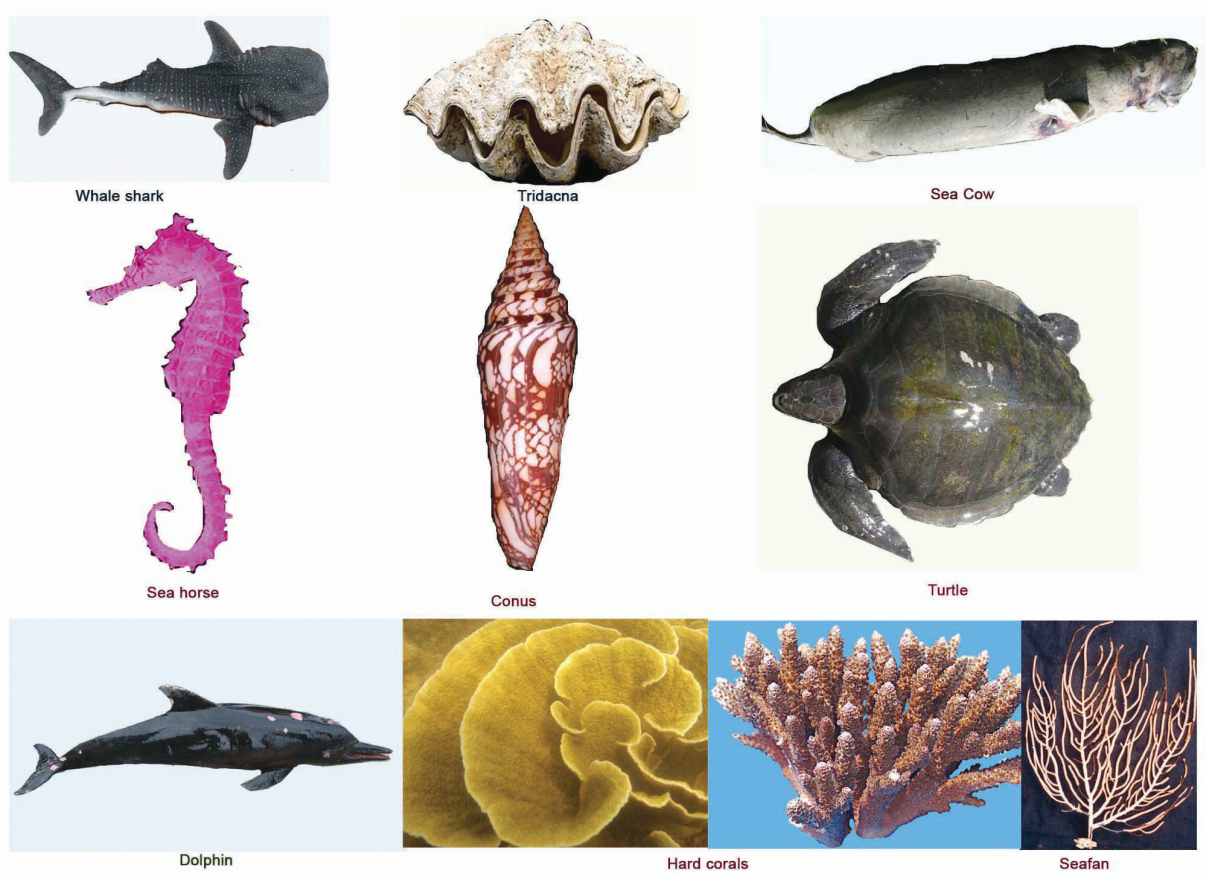 Whale shark
Tridacna
Sea Cow
Sea horse
Conus
Turtle
Dolphin
Hard corals
Seafan